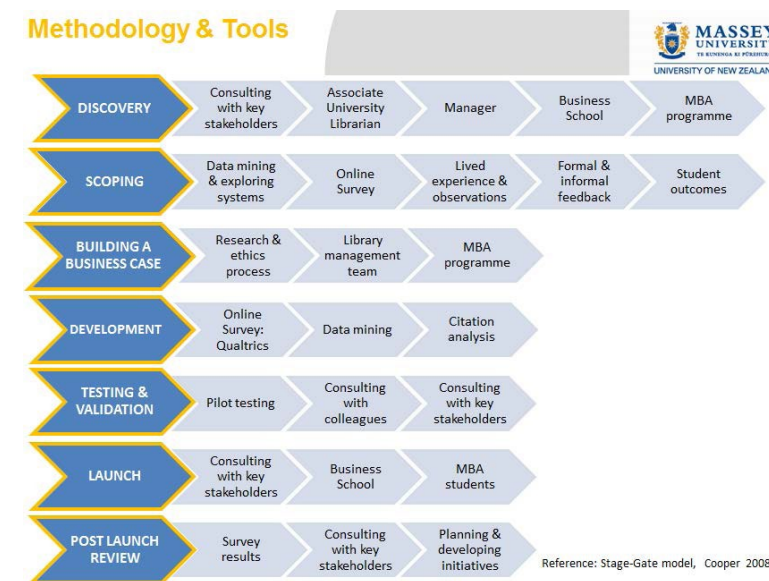 Methodology & Tools
MASSEY
UNIVERSIT
TE KUNENGA KI PŪREHUR
UNIVERSITY OF NEW ZEALAN
DISCOVERY
Consulting
with key
stakeholders
Associate
University
Librarian
Manager
Business
School
MBA
programme
SCOPING
Data mining
& exploring
systems
Online
Survey
Lived
experience &
observations
Formal &
informal
feedback
Student
outcomes
BUILDING A
BUSINESS CASE
Research &
ethics
process
Library
management
team
MBA
programme
DEVELOPMENT
Online
Survey:
Qualtrics
Data mining
Citation
analysis
TESTING &
VALIDATION
Pilot testing
Consulting
with
colleagues
Consulting
with key
stakeholders
LAUNCH
Consulting
with key
stakeholders
Business
School
MBA
students
POST LAUNCH
REVIEW
Survey
results
Consulting
with key
stakeholders
Planning &
developing
initiatives
Reference: Stage-Gate model, Cooper 2008